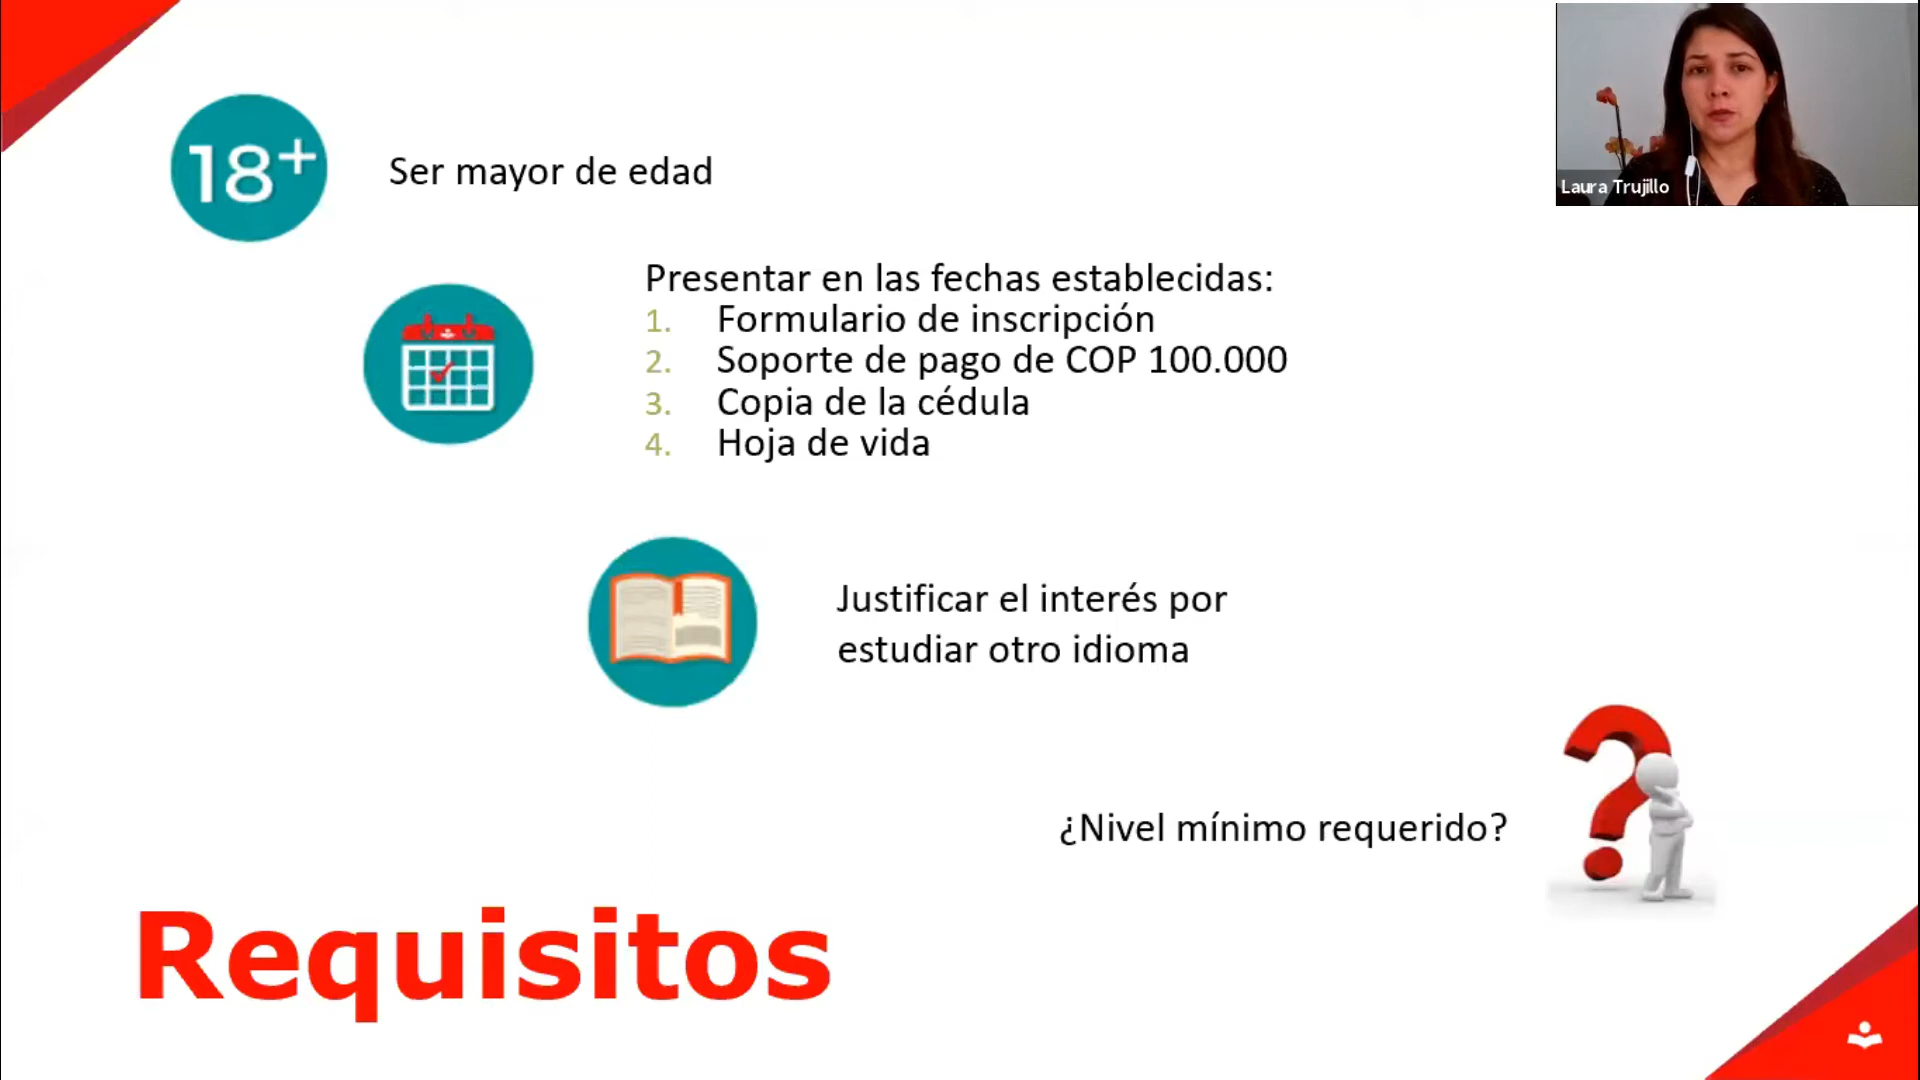 18+
Ser mayor de edad
Laura Trujillo
Presentar en las fechas establecidas:
1. Formulario de inscripción
2. Soporte de pago de COP 100.000
3. Copia de la cédula
4. Hoja de vida
Justificar el interés por
estudiar otro idioma
¿Nivel mínimo requerido?
Requisitos